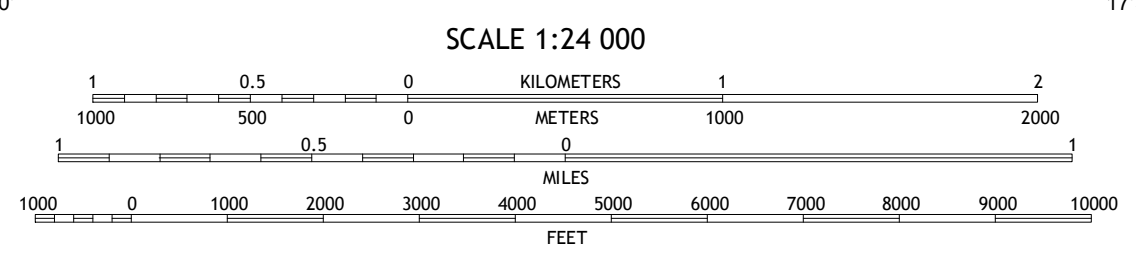 0 17
SCALE 1:24 000
1 0.5 0 KILOMETERS 1 2
1000 500 0 METERS 1000 2000
1 0.5 0 1
MILES
1000 0 1000 2000 3000 4000 5000 6000 7000 8000 9000 10000
FEET